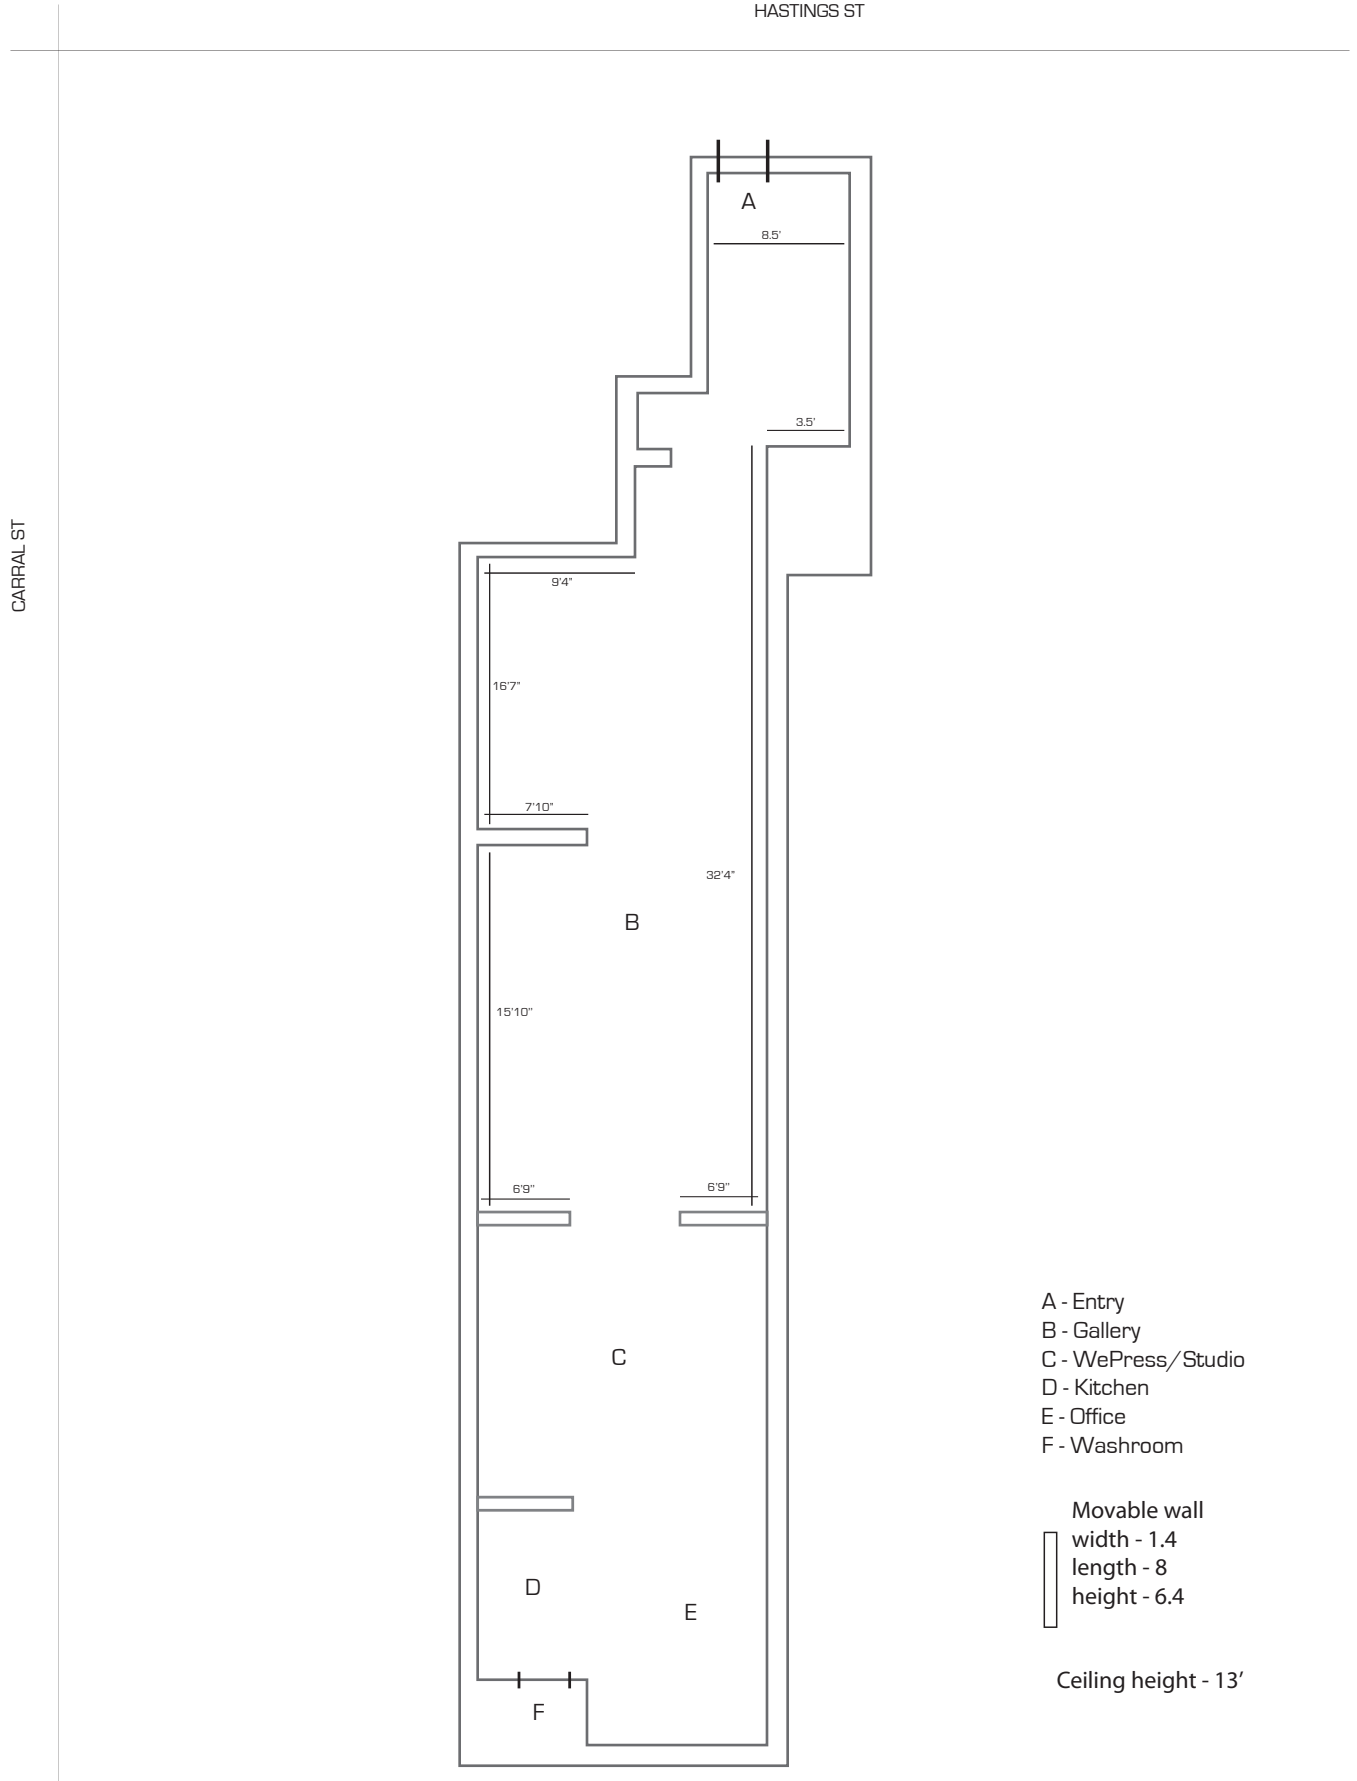 HASTINGS ST
A
8.5'
3.5'
CARRAL ST
9'4"
16'7"
7'10"
32'4"
B
15'10"
6'9"
6'9"
C
D
E
F
A - Entry
B - Gallery
C - WePress/Studio
D - Kitchen
E - Office
F - Washroom
Movable wall
width - 1.4
length - 8
height - 6.4
Ceiling height - 13'